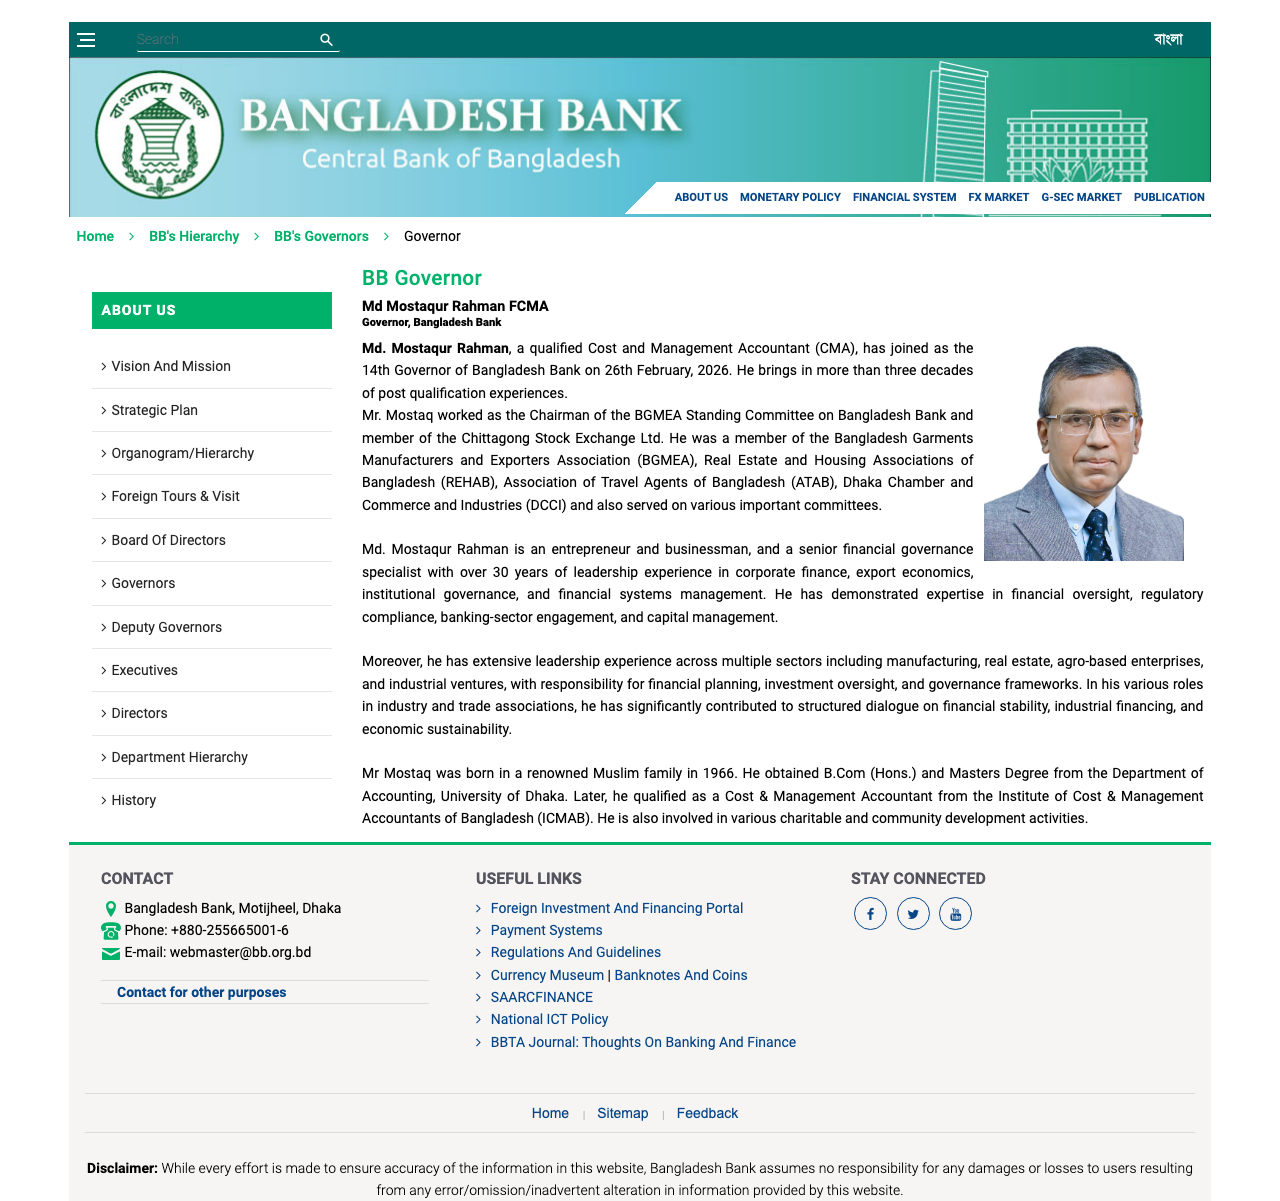 Search
বাংলা
বাংলাদেশ ব্যাংক
BANGLADESH BANK
Central Bank of Bangladesh
ABOUT US MONETARY POLICY FINANCIAL SYSTEM FX MARKET G-SEC MARKET PUBLICATION
Home > BB's Hierarchy > BB's Governors > Governor
ABOUT US
> Vision And Mission
> Strategic Plan
> Organogram/Hierarchy
> Foreign Tours & Visit
> Board Of Directors
> Governors
> Deputy Governors
> Executives
> Directors
> Department Hierarchy
> History
BB Governor
Md Mostaqur Rahman FCMA
Governor, Bangladesh Bank
Md. Mostaqur Rahman, a qualified Cost and Management Accountant (CMA), has joined as the
14th Governor of Bangladesh Bank on 26th February, 2026. He brings in more than three decades
of post qualification experiences.
Mr. Mostaq worked as the Chairman of the BGMEA Standing Committee on Bangladesh Bank and
member of the Chittagong Stock Exchange Ltd. He was a member of the Bangladesh Garments
Manufacturers and Exporters Association (BGMEA), Real Estate and Housing Associations of
Bangladesh (REHAB), Association of Travel Agents of Bangladesh (ATAB), Dhaka Chamber and
Commerce and Industries (DCCI) and also served on various important committees.
Md. Mostaqur Rahman is an entrepreneur and businessman, and a senior financial governance
specialist with over 30 years of leadership experience in corporate finance, export economics,
institutional governance, and financial systems management. He has demonstrated expertise in financial oversight, regulatory
compliance, banking-sector engagement, and capital management.
Moreover, he has extensive leadership experience across multiple sectors including manufacturing, real estate, agro-based enterprises,
and industrial ventures, with responsibility for financial planning, investment oversight, and governance frameworks. In his various roles
in industry and trade associations, he has significantly contributed to structured dialogue on financial stability, industrial financing, and
economic sustainability.
Mr Mostaq was born in a renowned Muslim family in 1966. He obtained B.Com (Hons.) and Masters Degree from the Department of
Accounting, University of Dhaka. Later, he qualified as a Cost & Management Accountant from the Institute of Cost & Management
Accountants of Bangladesh (ICMAB). He is also involved in various charitable and community development activities.
CONTACT
Bangladesh Bank, Motijheel, Dhaka
Phone: +880-255665001-6
E-mail: webmaster@bb.org.bd
Contact for other purposes
USEFUL LINKS
> Foreign Investment And Financing Portal
> Payment Systems
> Regulations And Guidelines
> Currency Museum | Banknotes And Coins
> SAARCFINANCE
> National ICT Policy
> BBTA Journal: Thoughts On Banking And Finance
STAY CONNECTED
Home | Sitemap | Feedback
Disclaimer: While every effort is made to ensure accuracy of the information in this website, Bangladesh Bank assumes no responsibility for any damages or losses to users resulting
from any error/omission/inadvertent alteration in information provided by this website.